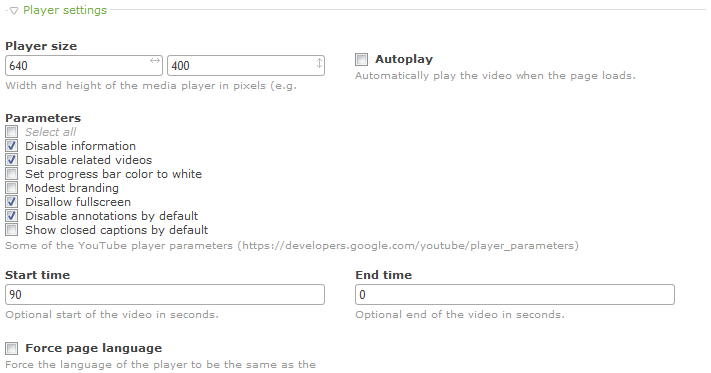 Player settings
Player size
640 400
Autoplay
Automatically play the video when the page loads.
Width and height of the media player in pixels (e.g.
Parameters
Select all
Disable information
Disable related videos
Set progress bar color to white
Modest branding
Disallow fullscreen
Disable annotations by default
Show closed captions by default
Some of the YouTube player parameters (https://developers.google.com/youtube/player_parameters)
Start time End time
90 0
Optional start of the video in seconds. Optional end of the video in seconds.
Force page language
Force the language of the player to be the same as the